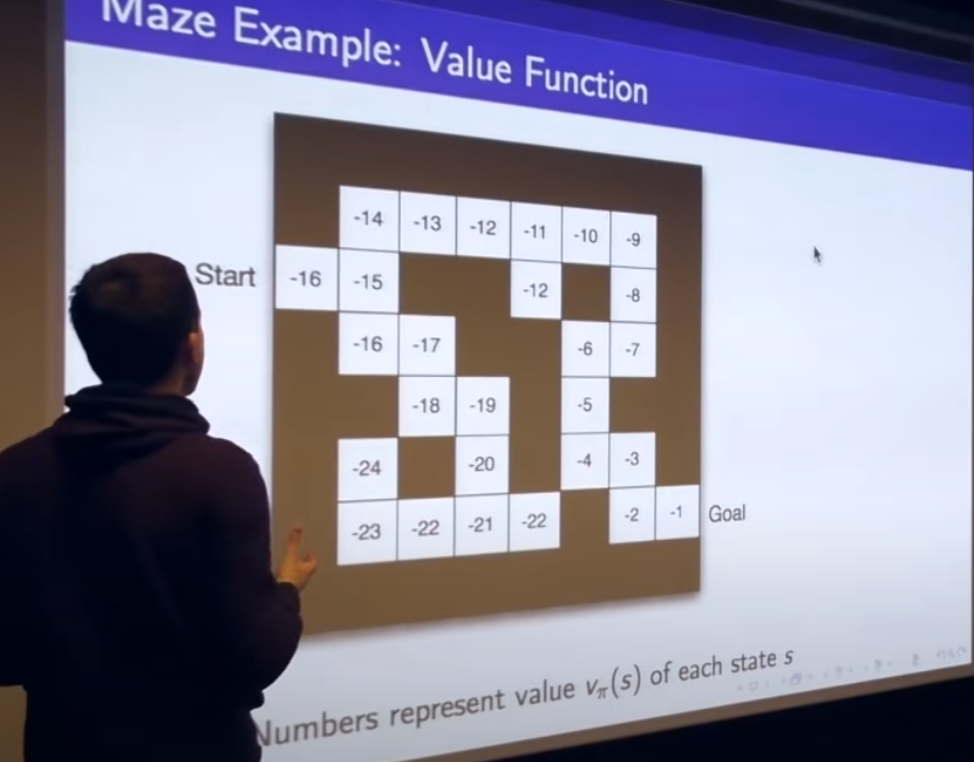 Maze Example: Value Function
-14 -13 -12 -11 -10 -9
Start -16 -15 -12 -8
-16 -17 -6 -7
-18 -19 -5
-24 -20 -4 -3
-23 -22 -21 -22 -2 -1 Goal
Numbers represent value vπ(s) of each state s